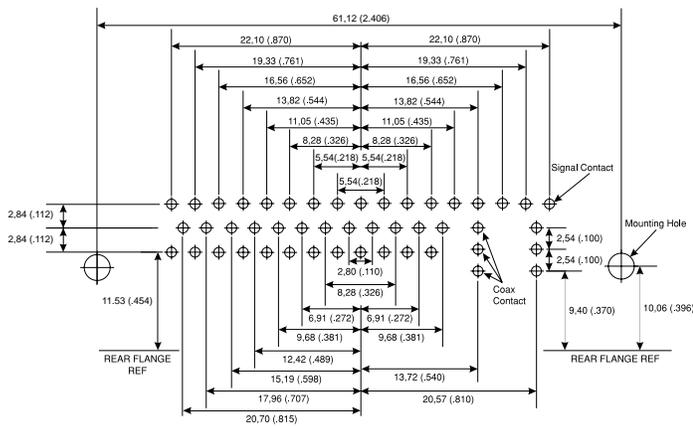 61,12 (2.406)
22,10 (.870) 22,10 (.870)
19,33 (.761) 19,33 (.761)
16,56 (.652) 16,56 (.652)
13,82 (.544) 13,82 (.544)
11,05 (.435) 11,05 (.435)
8,28 (.326) 8,28 (.326)
5,54(.218) 5,54(.218)
5,54(.218)
Signal Contact
2,84 (.112)
2,84 (.112)
Mounting Hole
2,54 (.100)
2,54 (.100)
2,80 (.110)
Coax
Contact
8,28 (.326)
11.53 (.454)
9,40 (.370)
10,06 (.396)
6,91 (.272) 6,91 (.272)
9,68 (.381) 9,68 (.381)
12,42 (.489)
REAR FLANGE
REF
REAR FLANGE REF
15,19 (.598)
13,72 (.540)
17,96 (.707)
20,57 (.810)
20,70 (.815)